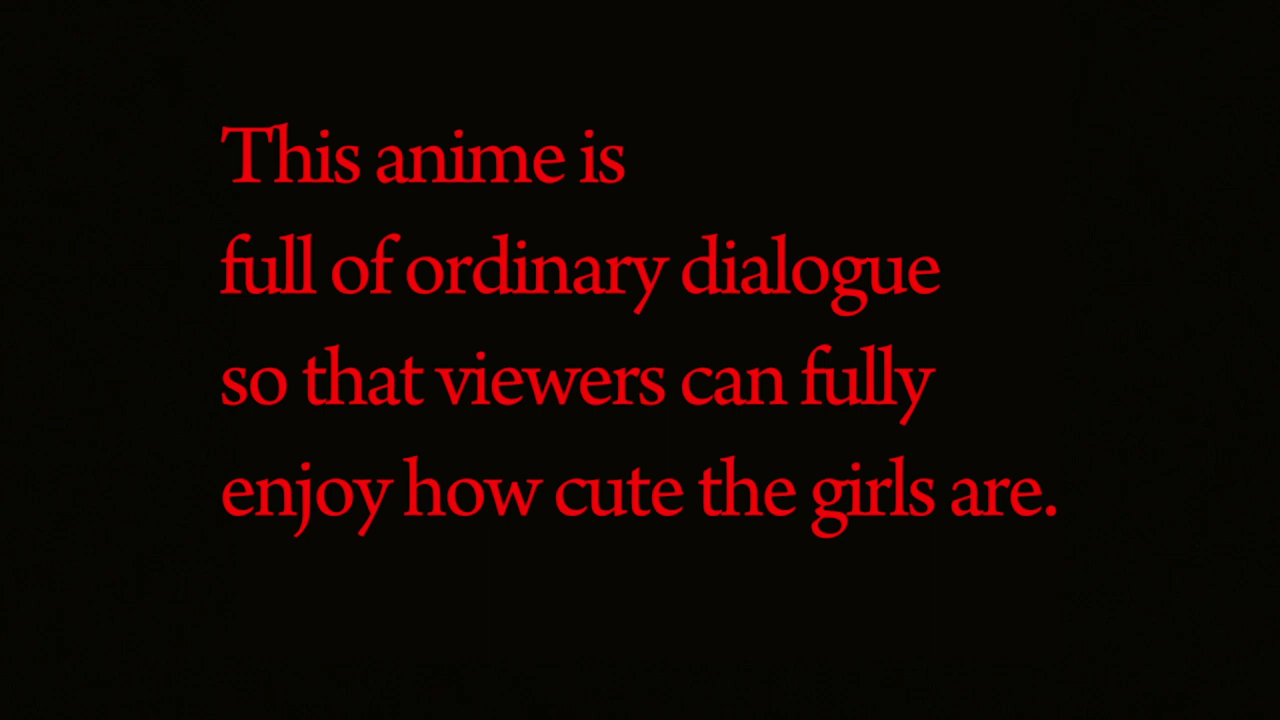 This anime is
full of ordinary dialogue
so that viewers can fully
enjoy how cute the girls are.